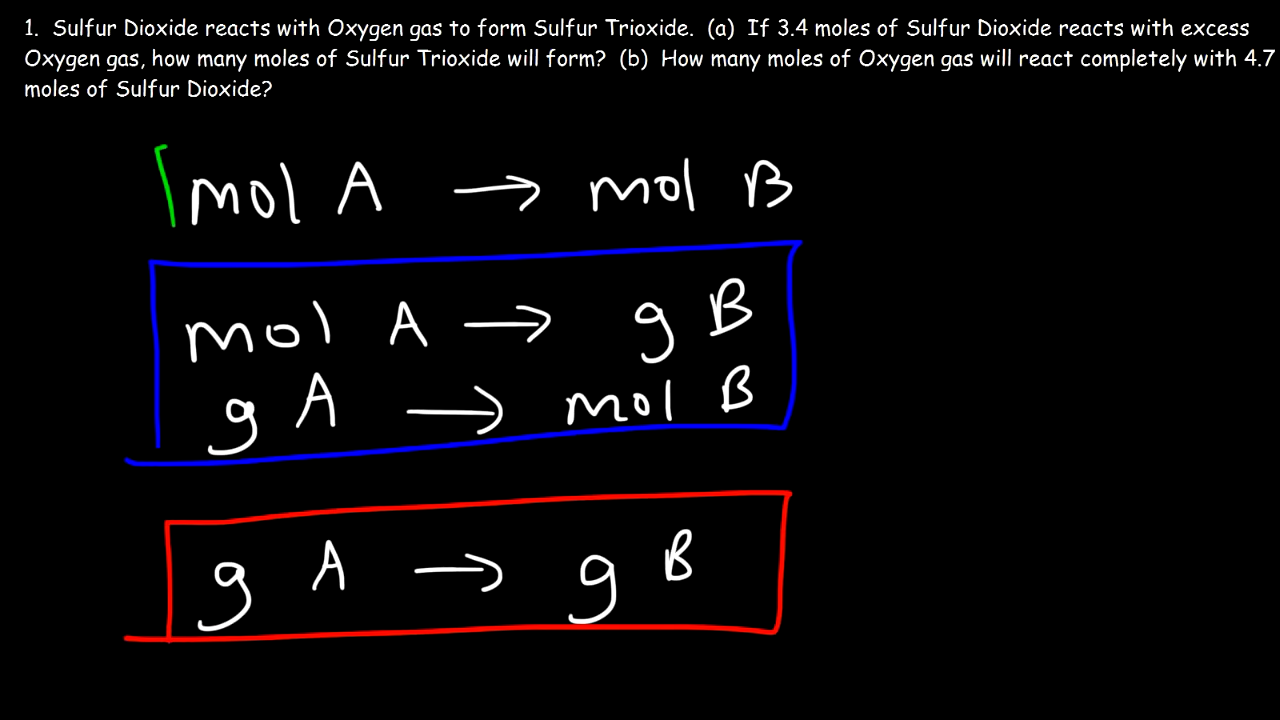 1. Sulfur Dioxide reacts with Oxygen gas to form Sulfur Trioxide. (a) If 3.4 moles of Sulfur Dioxide reacts with excess
Oxygen gas, how many moles of Sulfur Trioxide will form? (b) How many moles of Oxygen gas will react completely with 4.7
moles of Sulfur Dioxide?
mol A → mol B
mol A → g B
g A → mol B
g A → g B